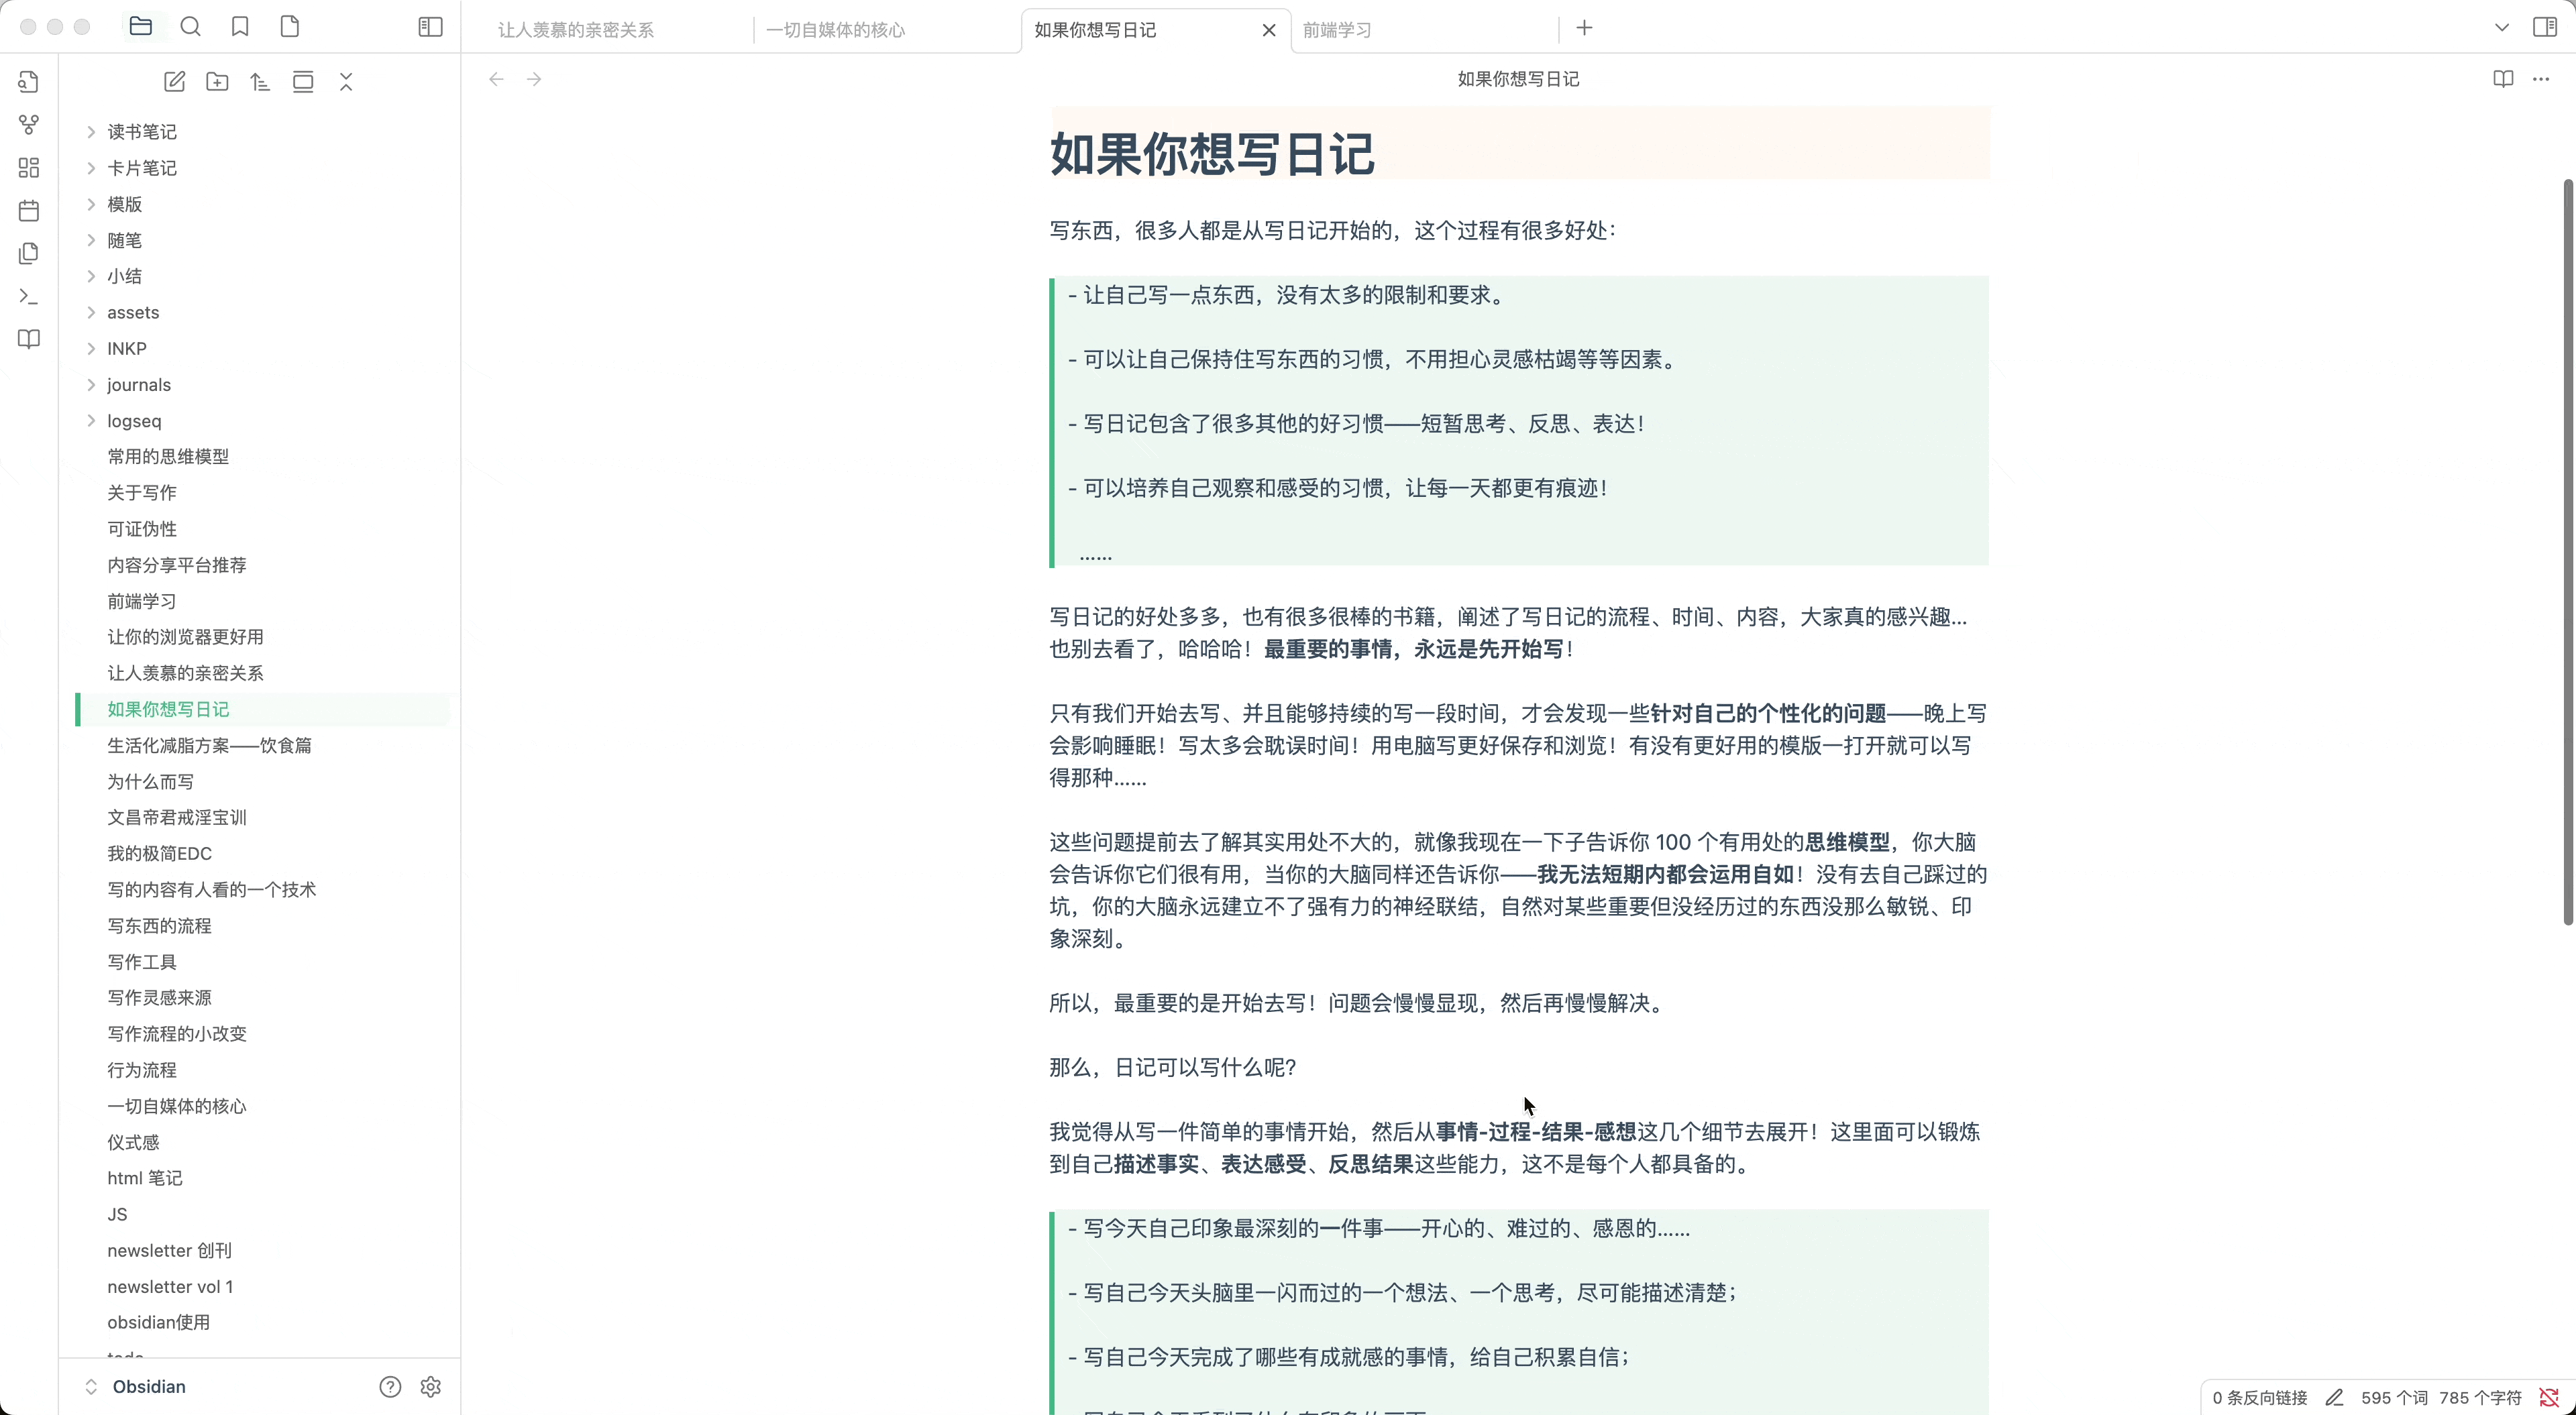 让人羡慕的亲密关系
一切自媒体的核心
如果你想写日记
前端学习
如果你想写日记
读书笔记
卡片笔记
模版
随笔
小结
assets
INKP
journals
logseq
常用的思维模型
关于写作
可证伪性
内容分享平台推荐
前端学习
让你的浏览器更好用
让人羡慕的亲密关系
如果你想写日记
生活化减脂方案——饮食篇
为什么而写
文昌帝君戒淫宝训
我的极简EDC
写的内容有人看的一个技术
写东西的流程
写作工具
写作灵感来源
写作流程的小改变
行为流程
一切自媒体的核心
仪式感
html 笔记
JS
newsletter 创刊
newsletter vol 1
obsidian使用
Obsidian
如果你想写日记
写东西，很多人都是从写日记开始的，这个过程有很多好处：
- 让自己写一点东西，没有太多的限制和要求。
- 可以让自己保持住写东西的习惯，不用担心灵感枯竭等等因素。
- 写日记包含了很多其他的好习惯——短暂思考、反思、表达！
- 可以培养自己观察和感受的习惯，让每一天都更有痕迹！
……
写日记的好处多多，也有很多很棒的书籍，阐述了写日记的流程、时间、内容，大家真的感兴趣...
也别去看了，哈哈哈！最重要的事情，永远是先开始写！
只有我们开始去写、并且能够持续的写一段时间，才会发现一些针对自己的个性化的问题——晚上写
会影响睡眠！写太多会耽误时间！用电脑写更好保存和浏览！有没有更好用的模版一打开就可以写
得那种……
这些问题提前去了解其实用处不大的，就像我现在一下子告诉你 100 个有用处的思维模型，你大脑
会告诉你它们很有用，当你的大脑同样还告诉你——我无法短期内都会运用自如！没有去自己踩过的
坑，你的大脑永远建立不了强有力的神经联结，自然对某些重要但没经历过的东西没那么敏锐、印
象深刻。
所以，最重要的是开始去写！问题会慢慢显现，然后再慢慢解决。
那么，日记可以写什么呢？
我觉得从写一件简单的事情开始，然后从事情-过程-结果-感想这几个细节去展开！这里面可以锻炼
到自己描述事实、表达感受、反思结果这些能力，这不是每个人都具备的。
- 写今天自己印象最深刻的一件事——开心的、难过的、感恩的……
- 写自己今天头脑里一闪而过的一个想法、一个思考，尽可能描述清楚；
- 写自己今天完成了哪些有成就感的事情，给自己积累自信；
0 条反向链接
595 个词
785 个字符